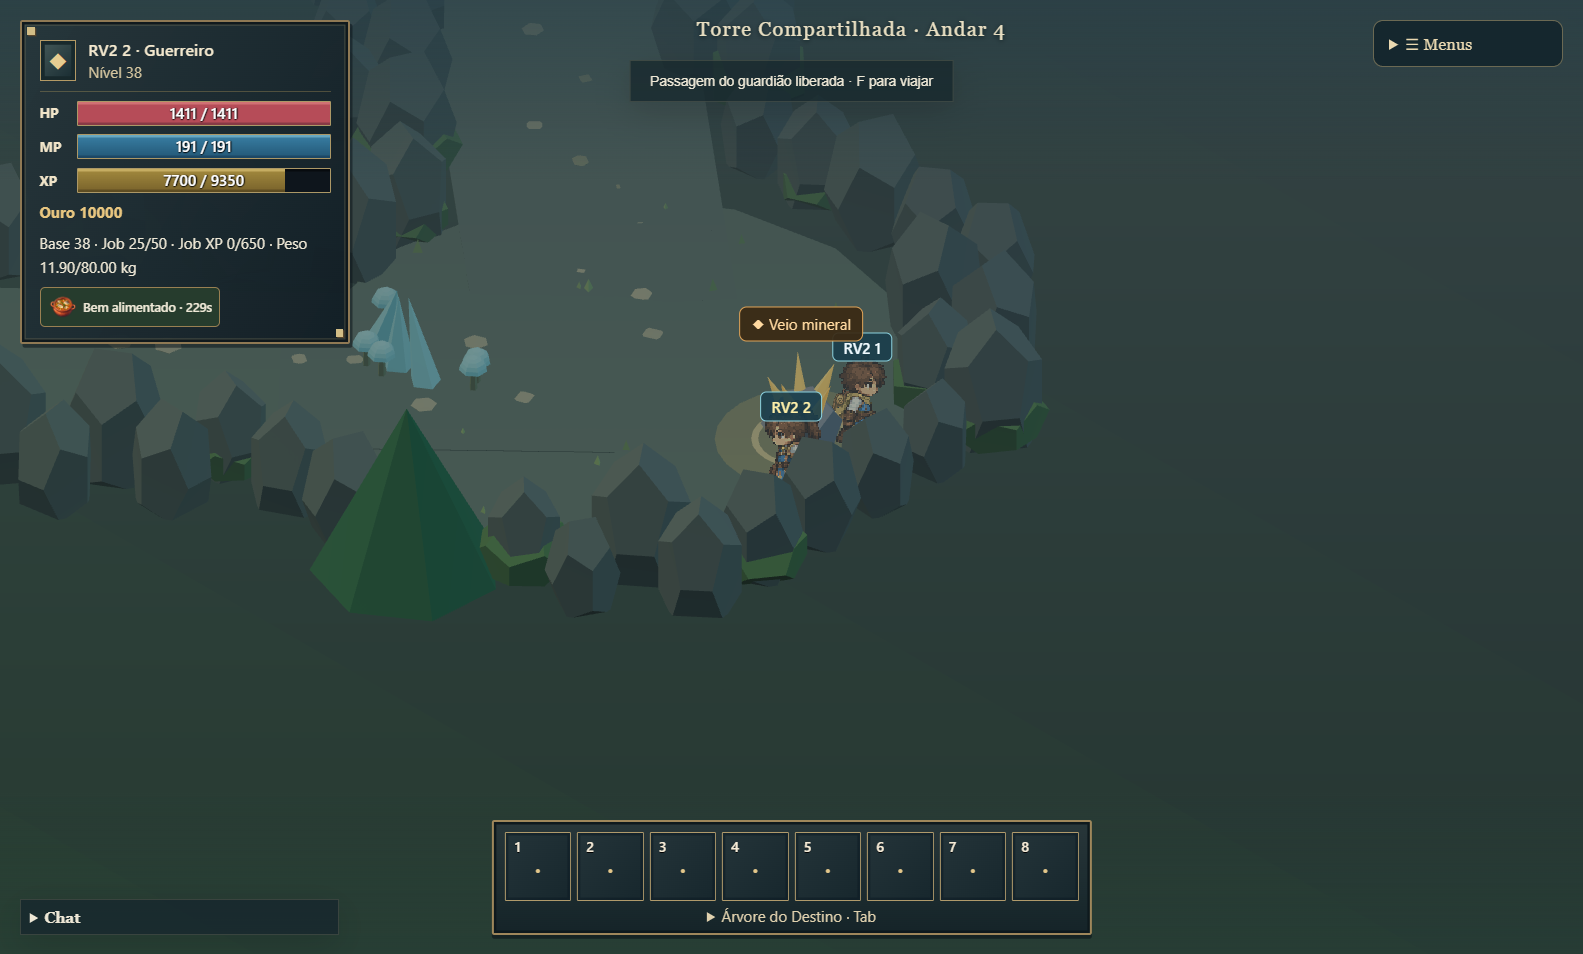 RV2 2 · Guerreiro
Nível 38
HP 1411 / 1411
MP 191 / 191
XP 7700 / 9350
Ouro 10000
Base 38 · Job 25/50 · Job XP 0/650 · Peso
11.90/80.00 kg
Bem alimentado · 229s
Torre Compartilhada · Andar 4
Passagem do guardião liberada · F para viajar
▶ ☰ Menus
◆ Veio mineral
RV2 1
RV2 2
1 2 3 4 5 6 7 8
▶ Árvore do Destino · Tab
▶ Chat